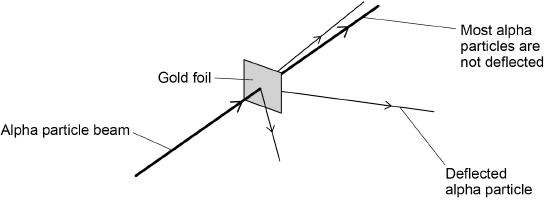 Most alpha
particles are
not deflected
Gold foil
Alpha particle beam
Deflected
alpha particle